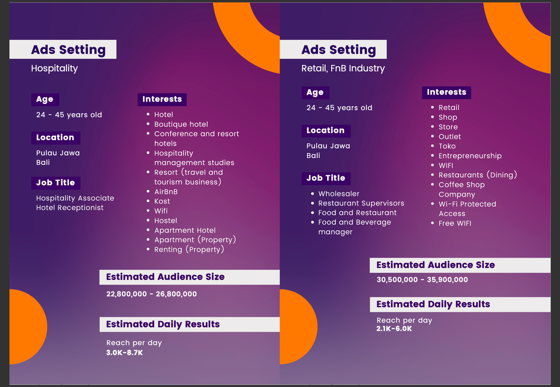 Ads Setting
Hospitality
Age
24 - 45 years old
Location
Pulau Jawa
Bali
Job Title
Hospitality Associate
Hotel Receptionist
Interests
Hotel
Boutique hotel
Conference and resort
hotels
Hospitality
management studies
Resort (travel and
tourism business)
AirBnB
Kost
Wifi
Hostel
Apartment Hotel
Apartment (Property)
Renting (Property)
Estimated Audience Size
22,800,000 - 26,800,000
Estimated Daily Results
Reach per day
3.0K-8.7K
Ads Setting
Retail, FnB Industry
Age
24 - 45 years old
Location
Pulau Jawa
Bali
Job Title
Wholesaler
Restaurant Supervisors
Food and Restaurant
Food and Beverage
manager
Interests
Retail
Shop
Store
Outlet
Toko
Entrepreneurship
WIFI
Restaurants (Dining)
Coffee Shop
Company
Wi-Fi Protected
Access
Free WIFI
Estimated Audience Size
30,500,000 - 35,900,000
Estimated Daily Results
Reach per day
2.1K-6.0K